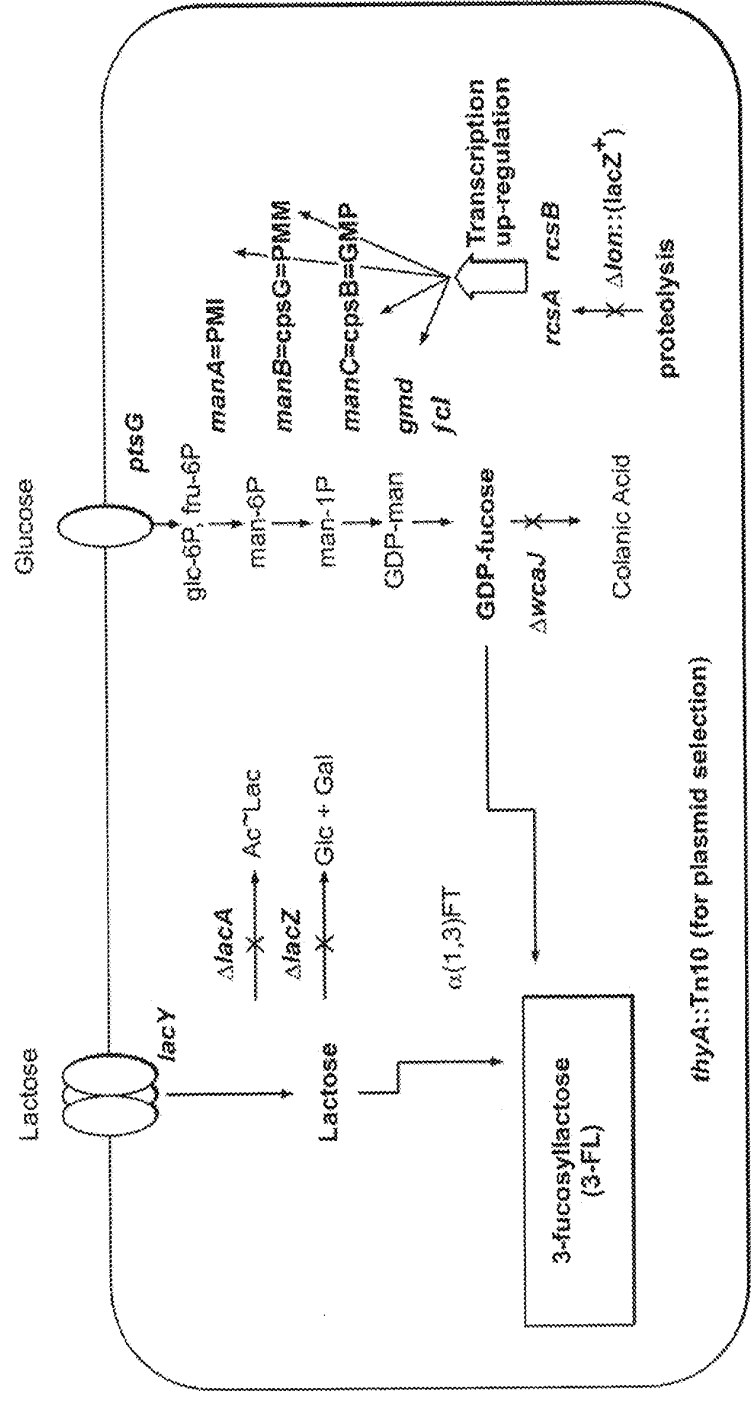 Lactose
Glucose
lacY
ptsG
ΔlacA
Ac~Lac
Lactose
ΔlacZ
Glc + Gal
glc-6P, fru-6P
man-6P
man-1P
GDP-man
GDP-fucose
ΔwcaJ
Colanic Acid
manA=PMI
manB=cpsG=PMM
manC=cpsB=GMP
gmd
fcl
Transcription
up-regulation
rcsA rcsB
Δlon::(lacZ+)
proteolysis
α(1,3)FT
3-fucosyllactose
(3-FL)
thyA::Tn10 (for plasmid selection)